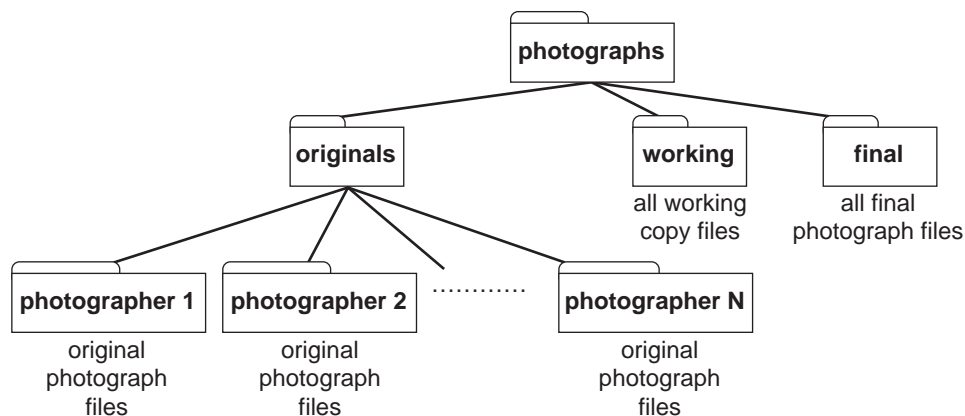 photographs
originals
working
final
all working
copy files
all final
photograph files
photographer 1
photographer 2
............
photographer N
original
photograph
files
original
photograph
files
original
photograph
files